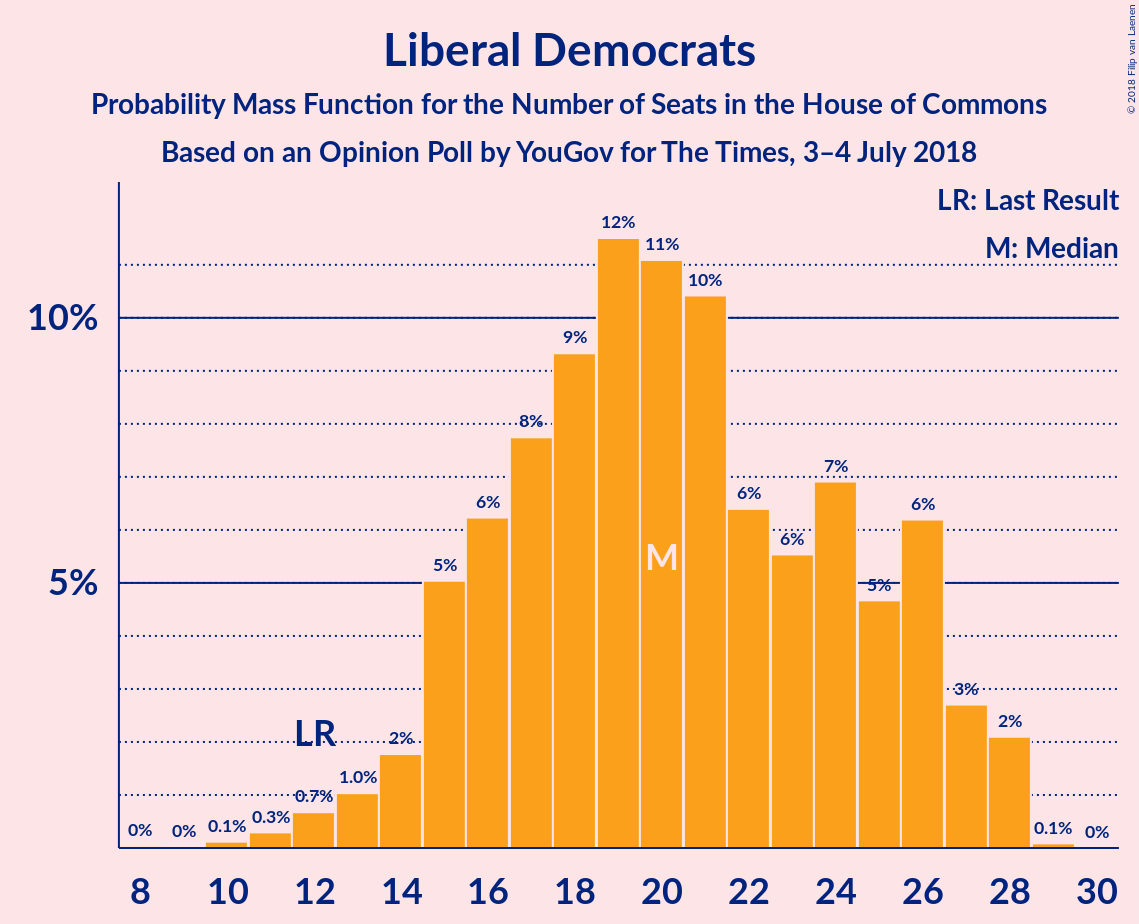 Liberal Democrats
Probability Mass Function for the Number of Seats in the House of Commons
Based on an Opinion Poll by YouGov for The Times, 3–4 July 2018
© 2018 Filip van Laenen
LR: Last Result
M: Median
10%
5%
0%
0%
0.1%
0.3%
0.7%
LR
1.0%
2%
5%
6%
8%
9%
12%
11%
M
10%
6%
6%
7%
5%
6%
3%
2%
0.1%
0%
8 10 12 14 16 18 20 22 24 26 28 30